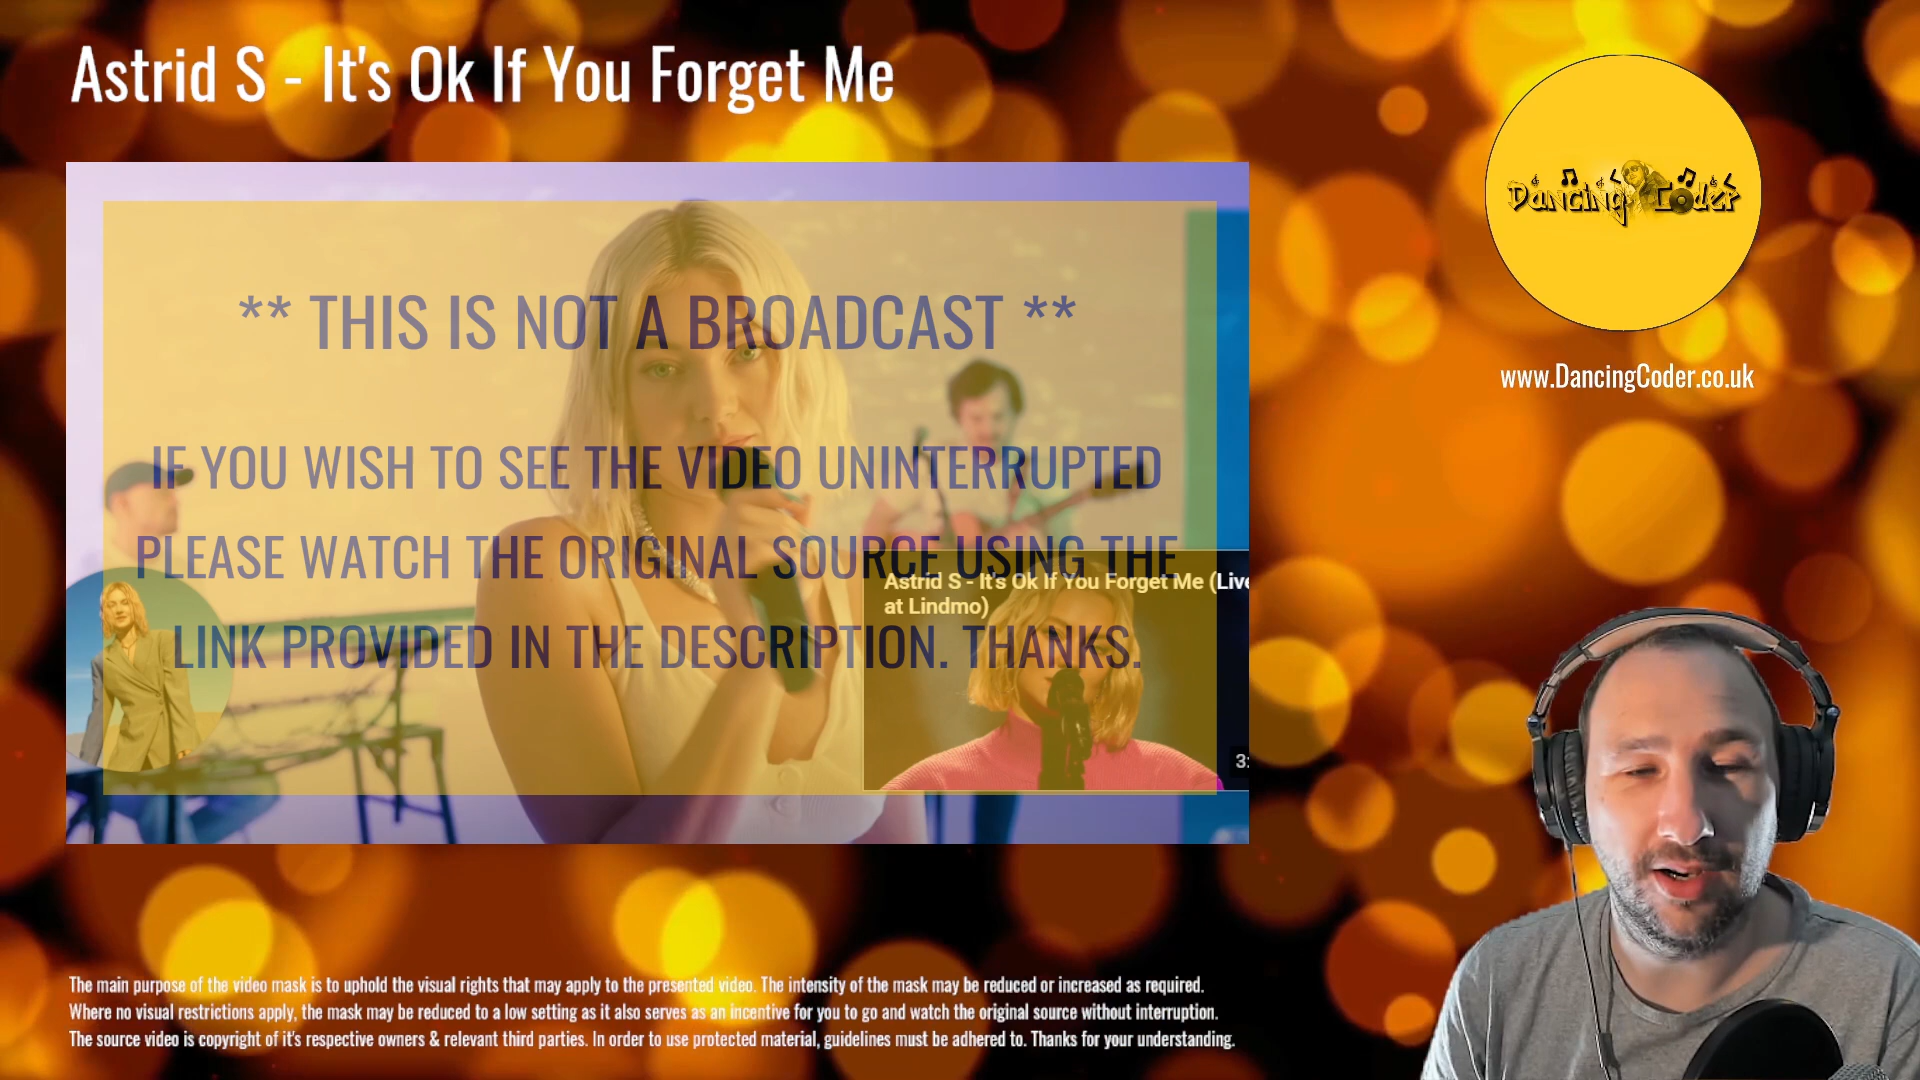 Astrid S - It's Ok If You Forget Me
Dancing Coder
www.DancingCoder.co.uk
** THIS IS NOT A BROADCAST **
IF YOU WISH TO SEE THE VIDEO UNINTERRUPTED
PLEASE WATCH THE ORIGINAL SOURCE USING THE
LINK PROVIDED IN THE DESCRIPTION. THANKS.
Astrid S - It's Ok If You Forget Me (Live
at Lindmo)
3:
The main purpose of the video mask is to uphold the visual rights that may apply to the presented video. The intensity of the mask may be reduced or increased as required.
Where no visual restrictions apply, the mask may be reduced to a low setting as it also serves as an incentive for you to go and watch the original source without interruption.
The source video is copyright of it's respective owners & relevant third parties. In order to use protected material, guidelines must be adhered to. Thanks for your understanding.